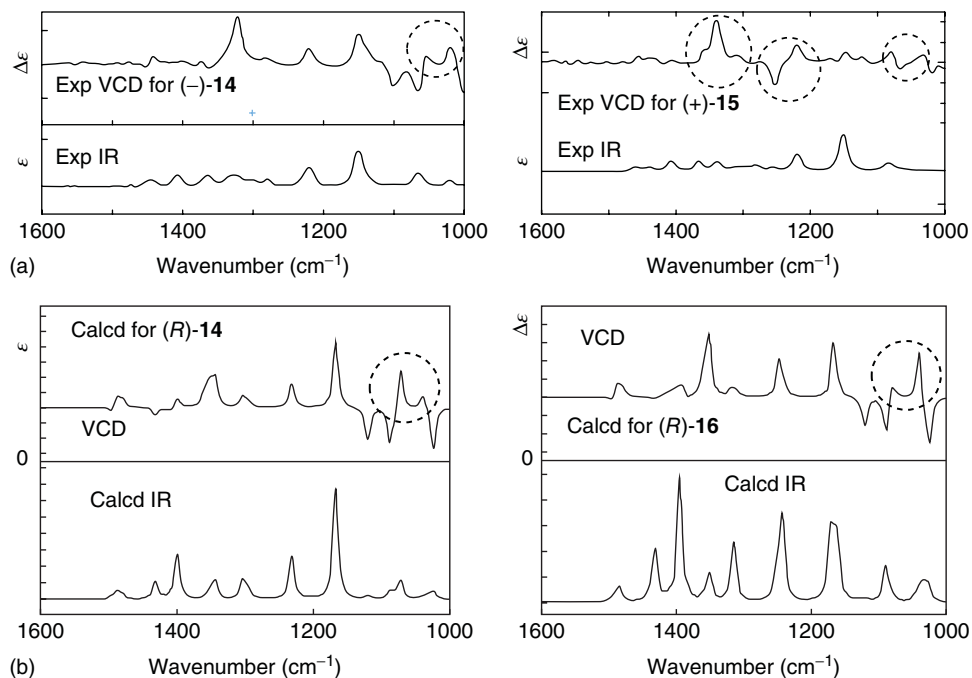 Δε
Exp VCD for (–)-14
ε
Exp IR
1600 1400 1200 1000
Wavenumber (cm⁻¹)
(a)
Δε
Exp VCD for (+)-15
ε
Exp IR
1600 1400 1200 1000
Wavenumber (cm⁻¹)
ε
Calcd for (R)-14
VCD
0
Calcd IR
1600 1400 1200 1000
Wavenumber (cm⁻¹)
(b)
Δε
VCD
Calcd for (R)-16
0
Calcd IR
1600 1400 1200 1000
Wavenumber (cm⁻¹)